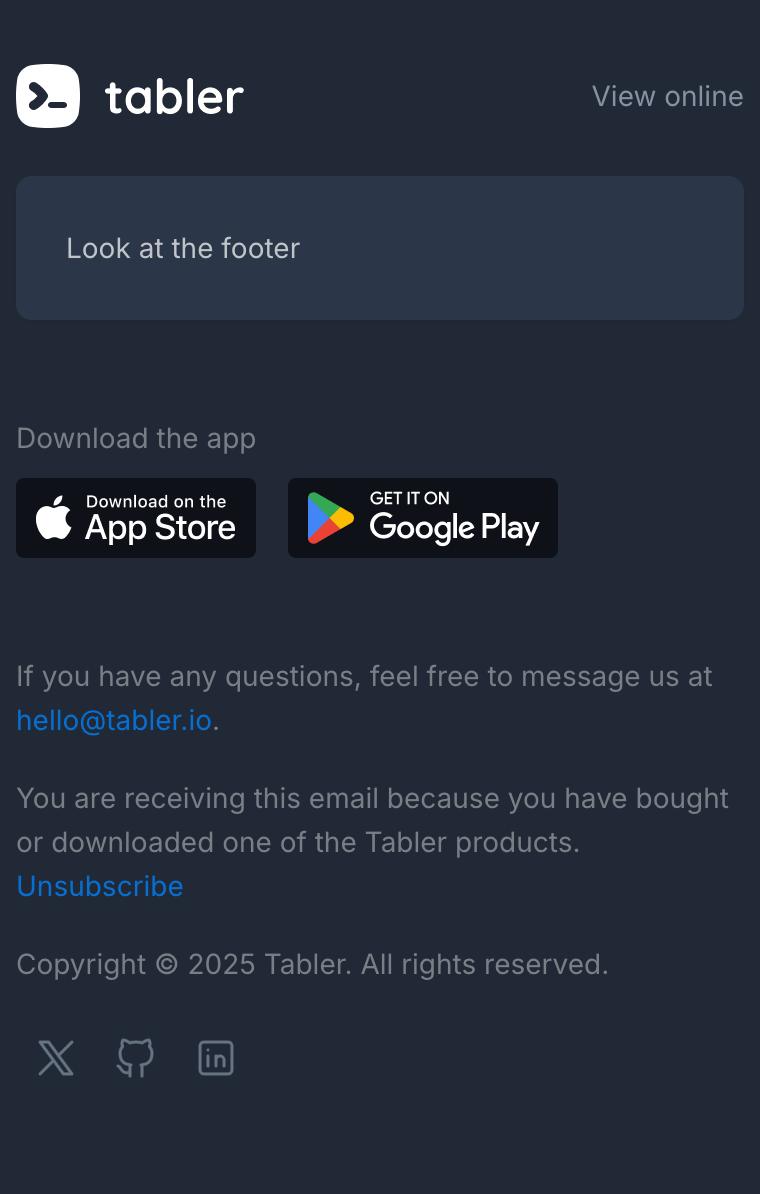 tabler
View online
Look at the footer
Download the app
Download on the
App Store
GET IT ON
Google Play
If you have any questions, feel free to message us at
hello@tabler.io.
You are receiving this email because you have bought
or downloaded one of the Tabler products.
Unsubscribe
Copyright © 2025 Tabler. All rights reserved.